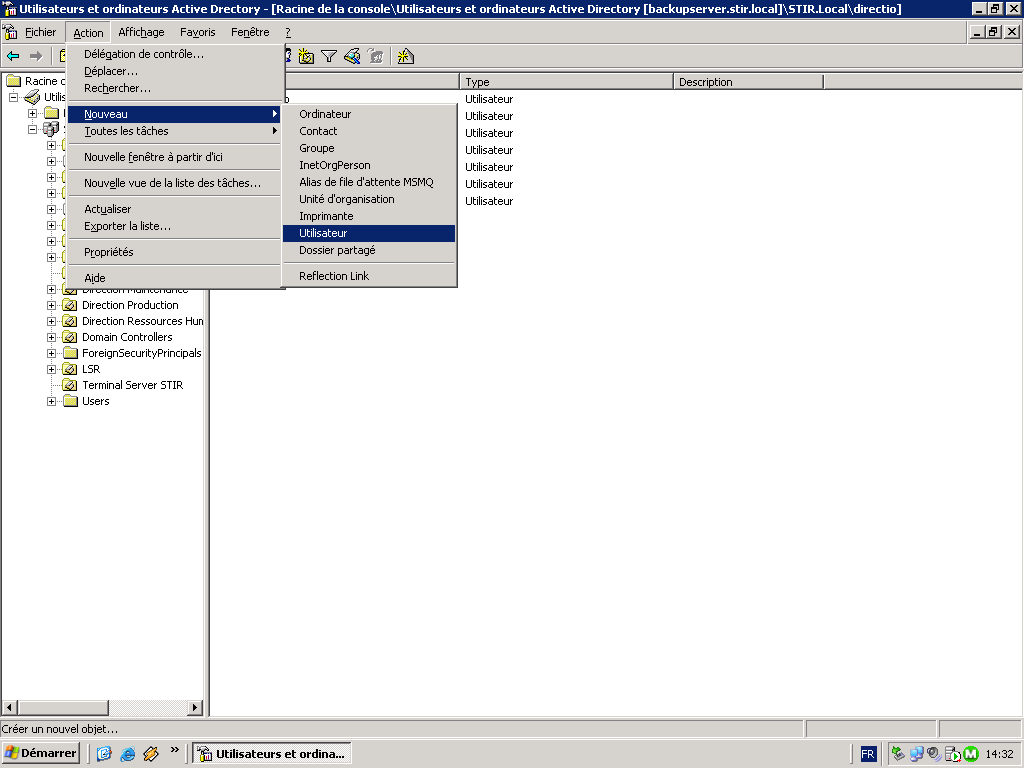 Utilisateurs et ordinateurs Active Directory - [Racine de la console\Utilisateurs et ordinateurs Active Directory [backupserver.stir.local]\STIR.Local\directio]
Fichier Action Affichage Favoris Fenêtre ?
Délégation de contrôle...
Déplacer...
Rechercher...
Nouveau
Toutes les tâches
Nouvelle fenêtre à partir d'ici
Nouvelle vue de la liste des tâches...
Actualiser
Exporter la liste...
Propriétés
Aide
Ordinateur
Contact
Groupe
InetOrgPerson
Alias de file d'attente MSMQ
Unité d'organisation
Imprimante
Utilisateur
Dossier partagé
Reflection Link
Racine c
Utilis
Direction Maintenance
Direction Production
Direction Ressources Hun
Domain Controllers
ForeignSecurityPrincipals
LSR
Terminal Server STIR
Users
Type Description
Utilisateur
Utilisateur
Utilisateur
Utilisateur
Utilisateur
Utilisateur
Utilisateur
Créer un nouvel objet...
Démarrer » Utilisateurs et ordina... FR M 14:32